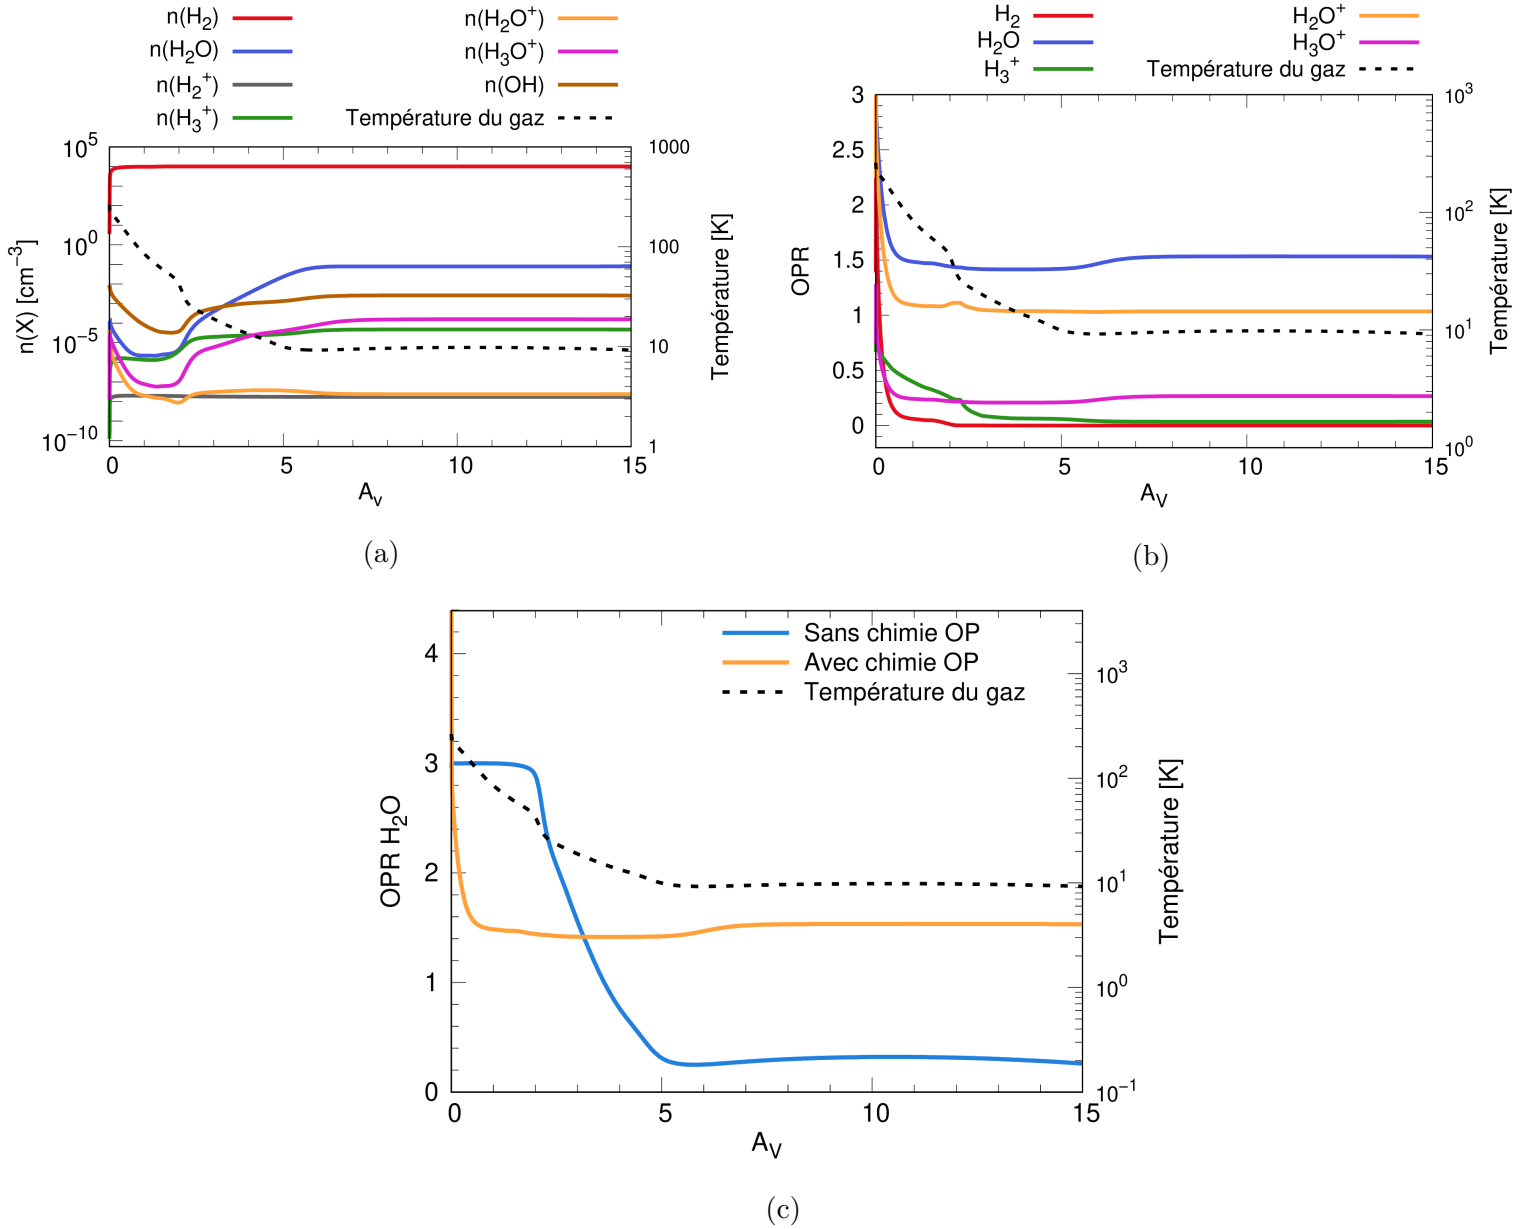 n(H2)
n(H2O)
n(H2+)
n(H3+)
n(H2O+)
n(H3O+)
n(OH)
Température du gaz
10^5
10^0
10^−5
10^−10
n(X) [cm^−3]
1000
100
10
1
Température [K]
0 5 10 15
AV
(a)
H2
H2O
H3+
H2O+
H3O+
Température du gaz
3
2.5
2
1.5
1
0.5
0
OPR
10^3
10^2
10^1
10^0
Température [K]
0 5 10 15
AV
(b)
Sans chimie OP
Avec chimie OP
Température du gaz
4
3
2
1
0
OPR H2O
10^3
10^2
10^1
10^0
10^−1
Température [K]
0 5 10 15
AV
(c)